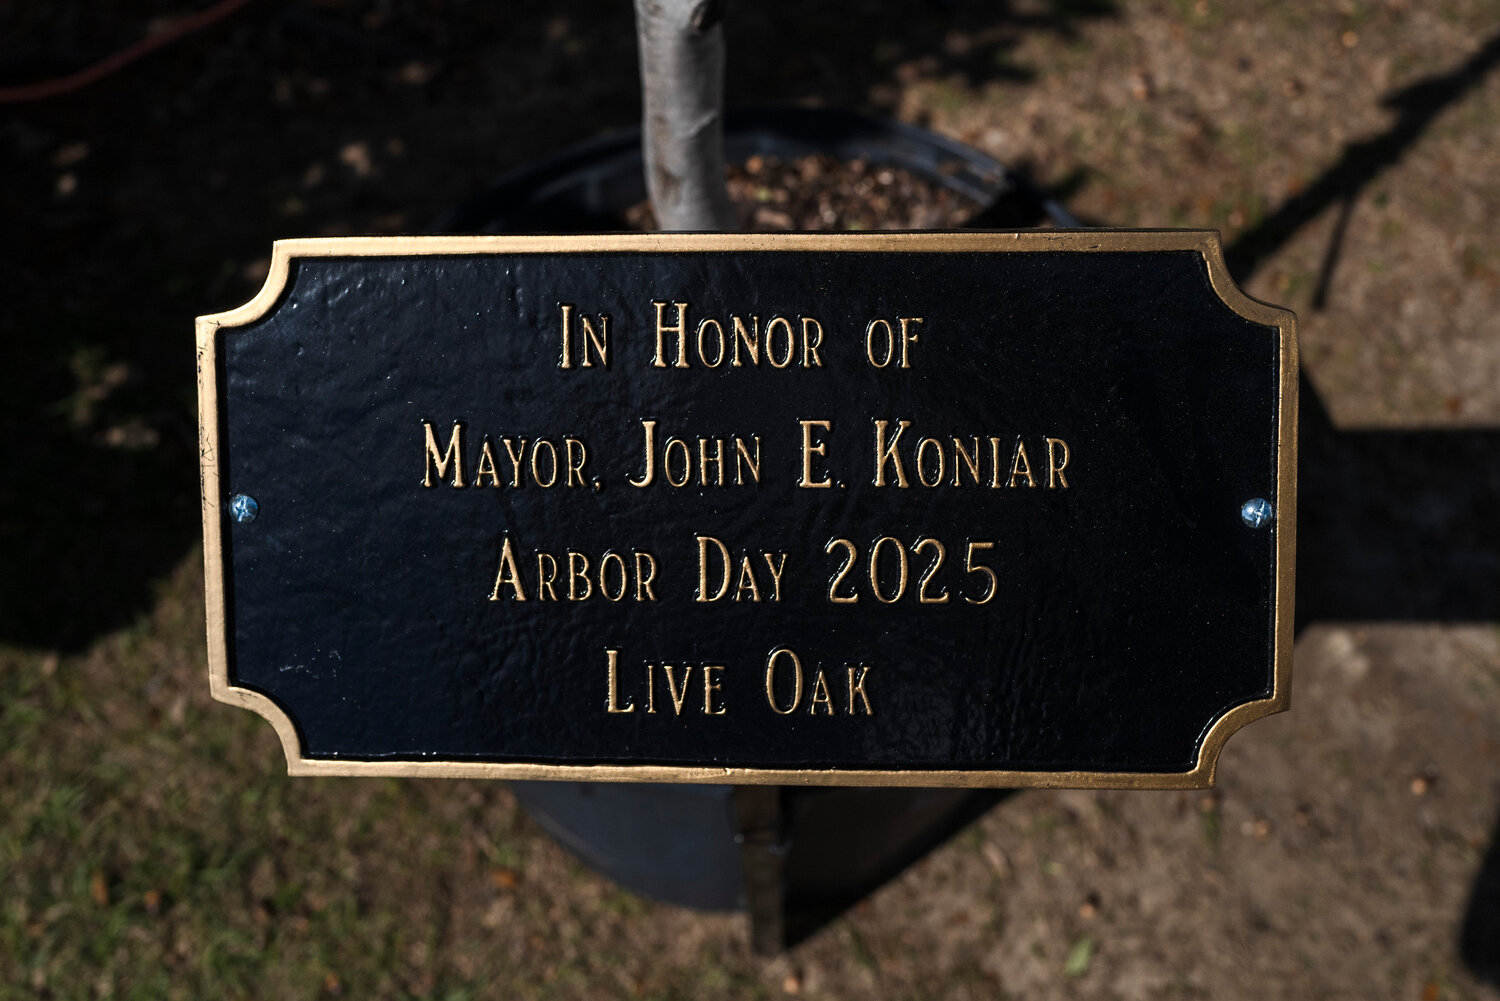 In Honor of
Mayor, John E. Koniar
Arbor Day 2025
Live Oak